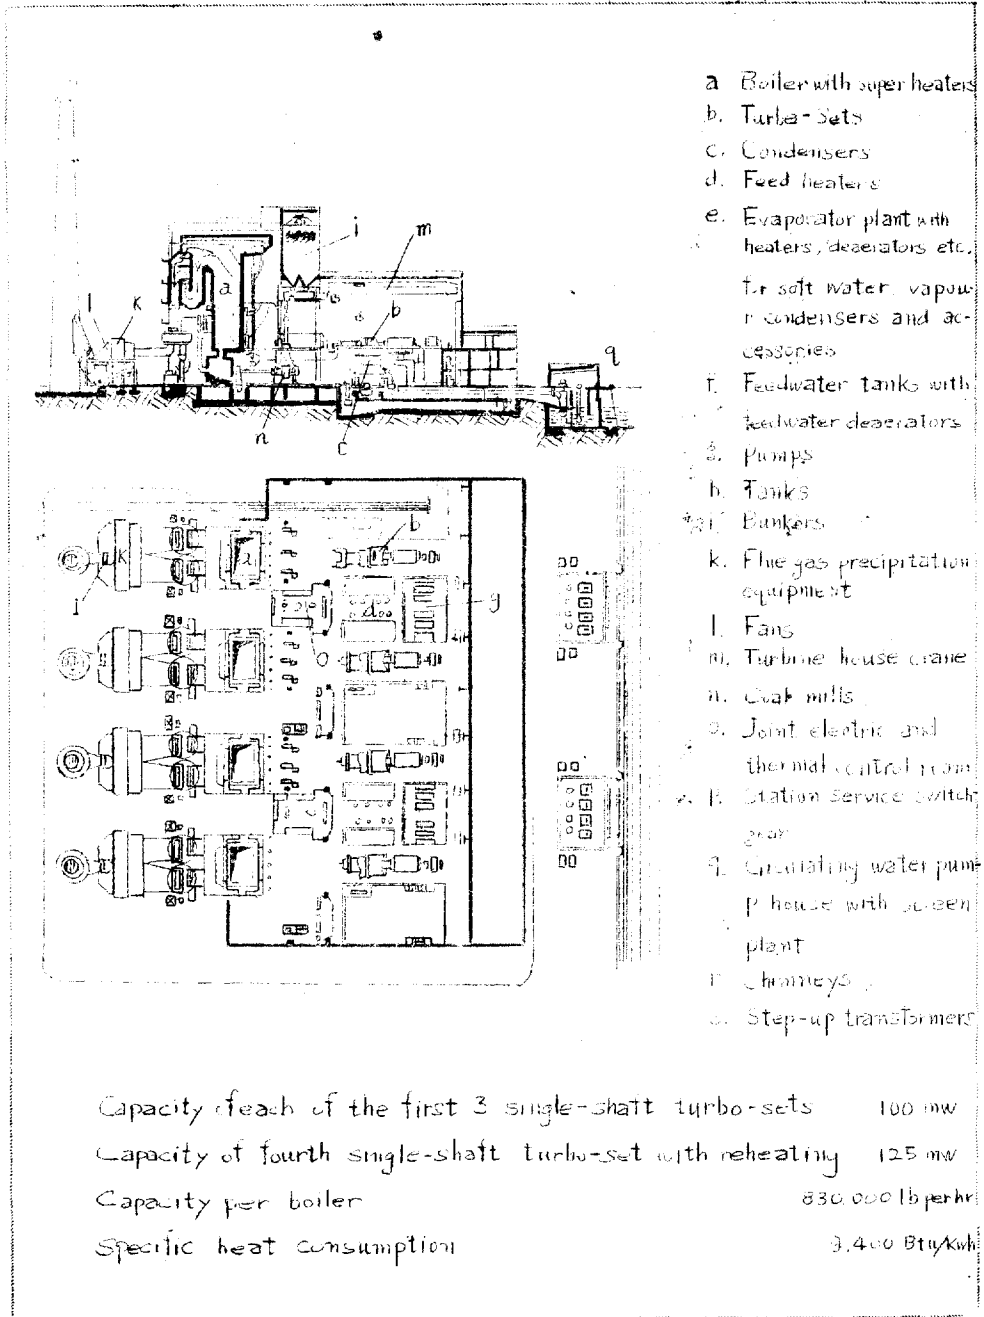 a Boiler with super heaters
b. Turbo-Sets
c. Condensers
d. Feed heaters
e. Evaporator plant with
heaters, deaerators etc.
for soft water, vapou-
r condensers and ac-
cessories
f. Feedwater tanks with
feedwater deaerators
g. Pumps
h. Tanks
i. Bunkers
k. Flue gas precipitation
equipment
l. Fans
m. Turbine house crane
n. Coal mills
o. Joint electric and
thermal control room
p. Station Service switch
gear
q. Circulating water pum-
p house with screen
plant
r Chimneys
s. Step-up transformers
i
m
l
k
a
b
q
n
c
b
k
a
l
d
g
o
Capacity of each of the first 3 single-shaft turbo-sets 100 mw
Capacity of fourth single-shaft turbo-set with reheating 125 mw
Capacity per boiler 830,000 lb per hr
Specific heat consumption 9,400 Btu/Kwh